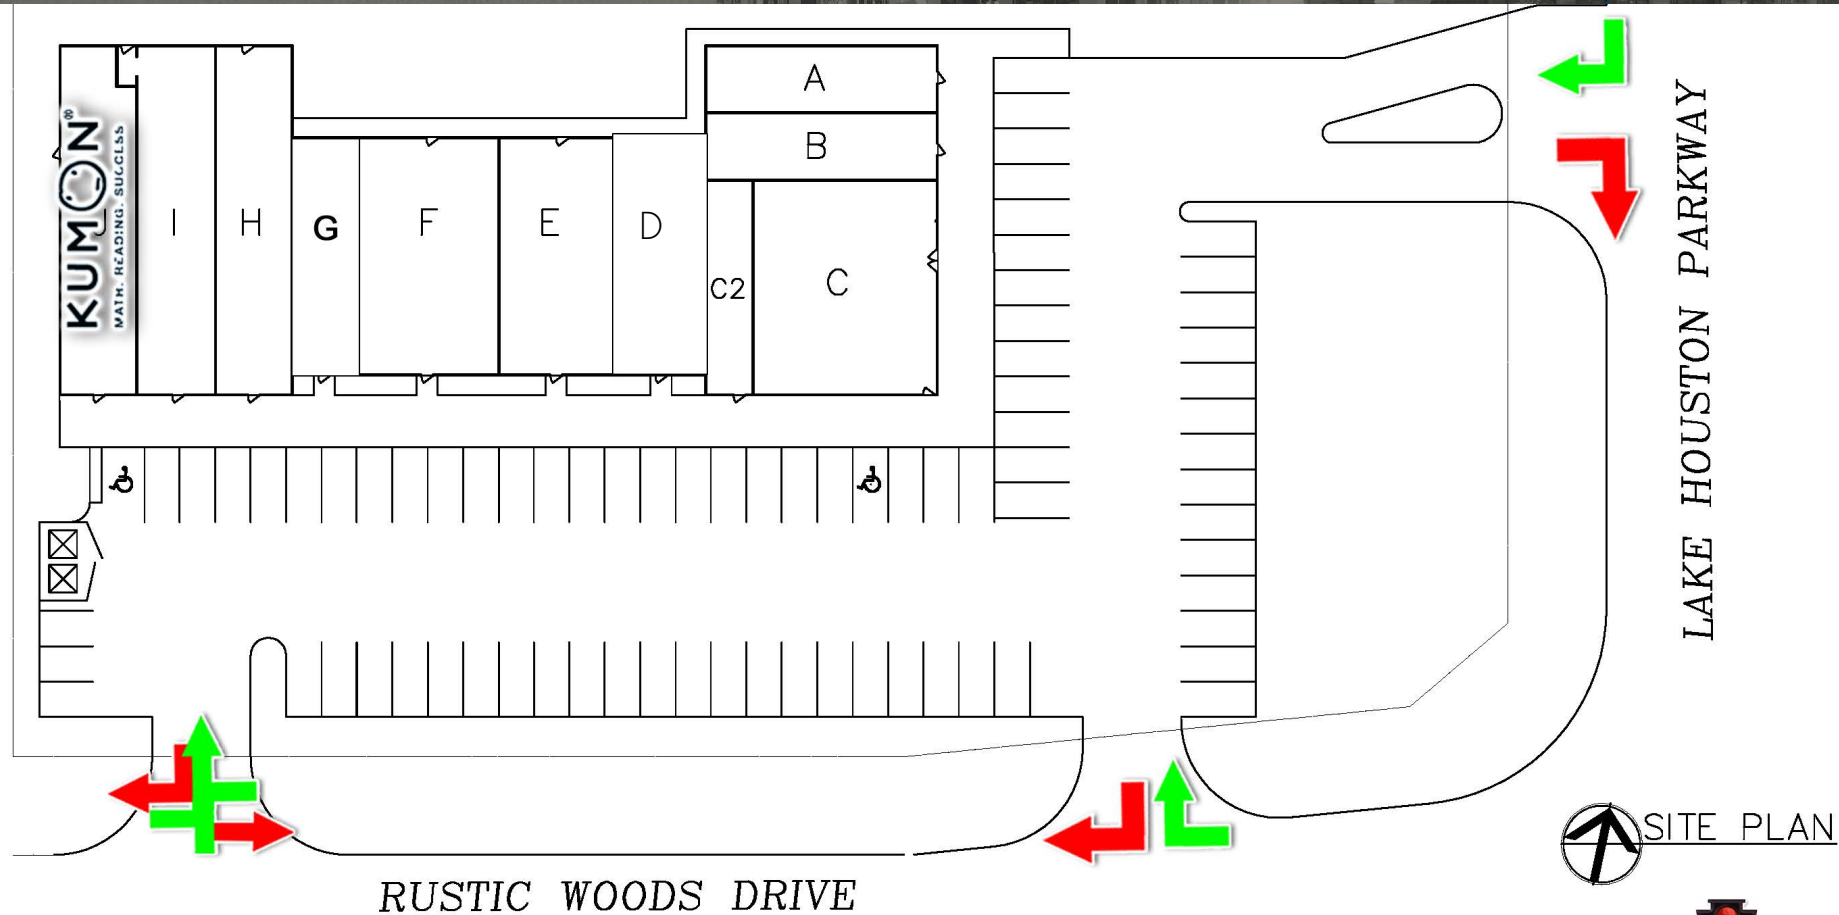 A
B
KUMON®
MATH. READING. SUCCESS
J
I
H
G
F
E
D
C2
C
LAKE HOUSTON PARKWAY
SITE PLAN
RUSTIC WOODS DRIVE